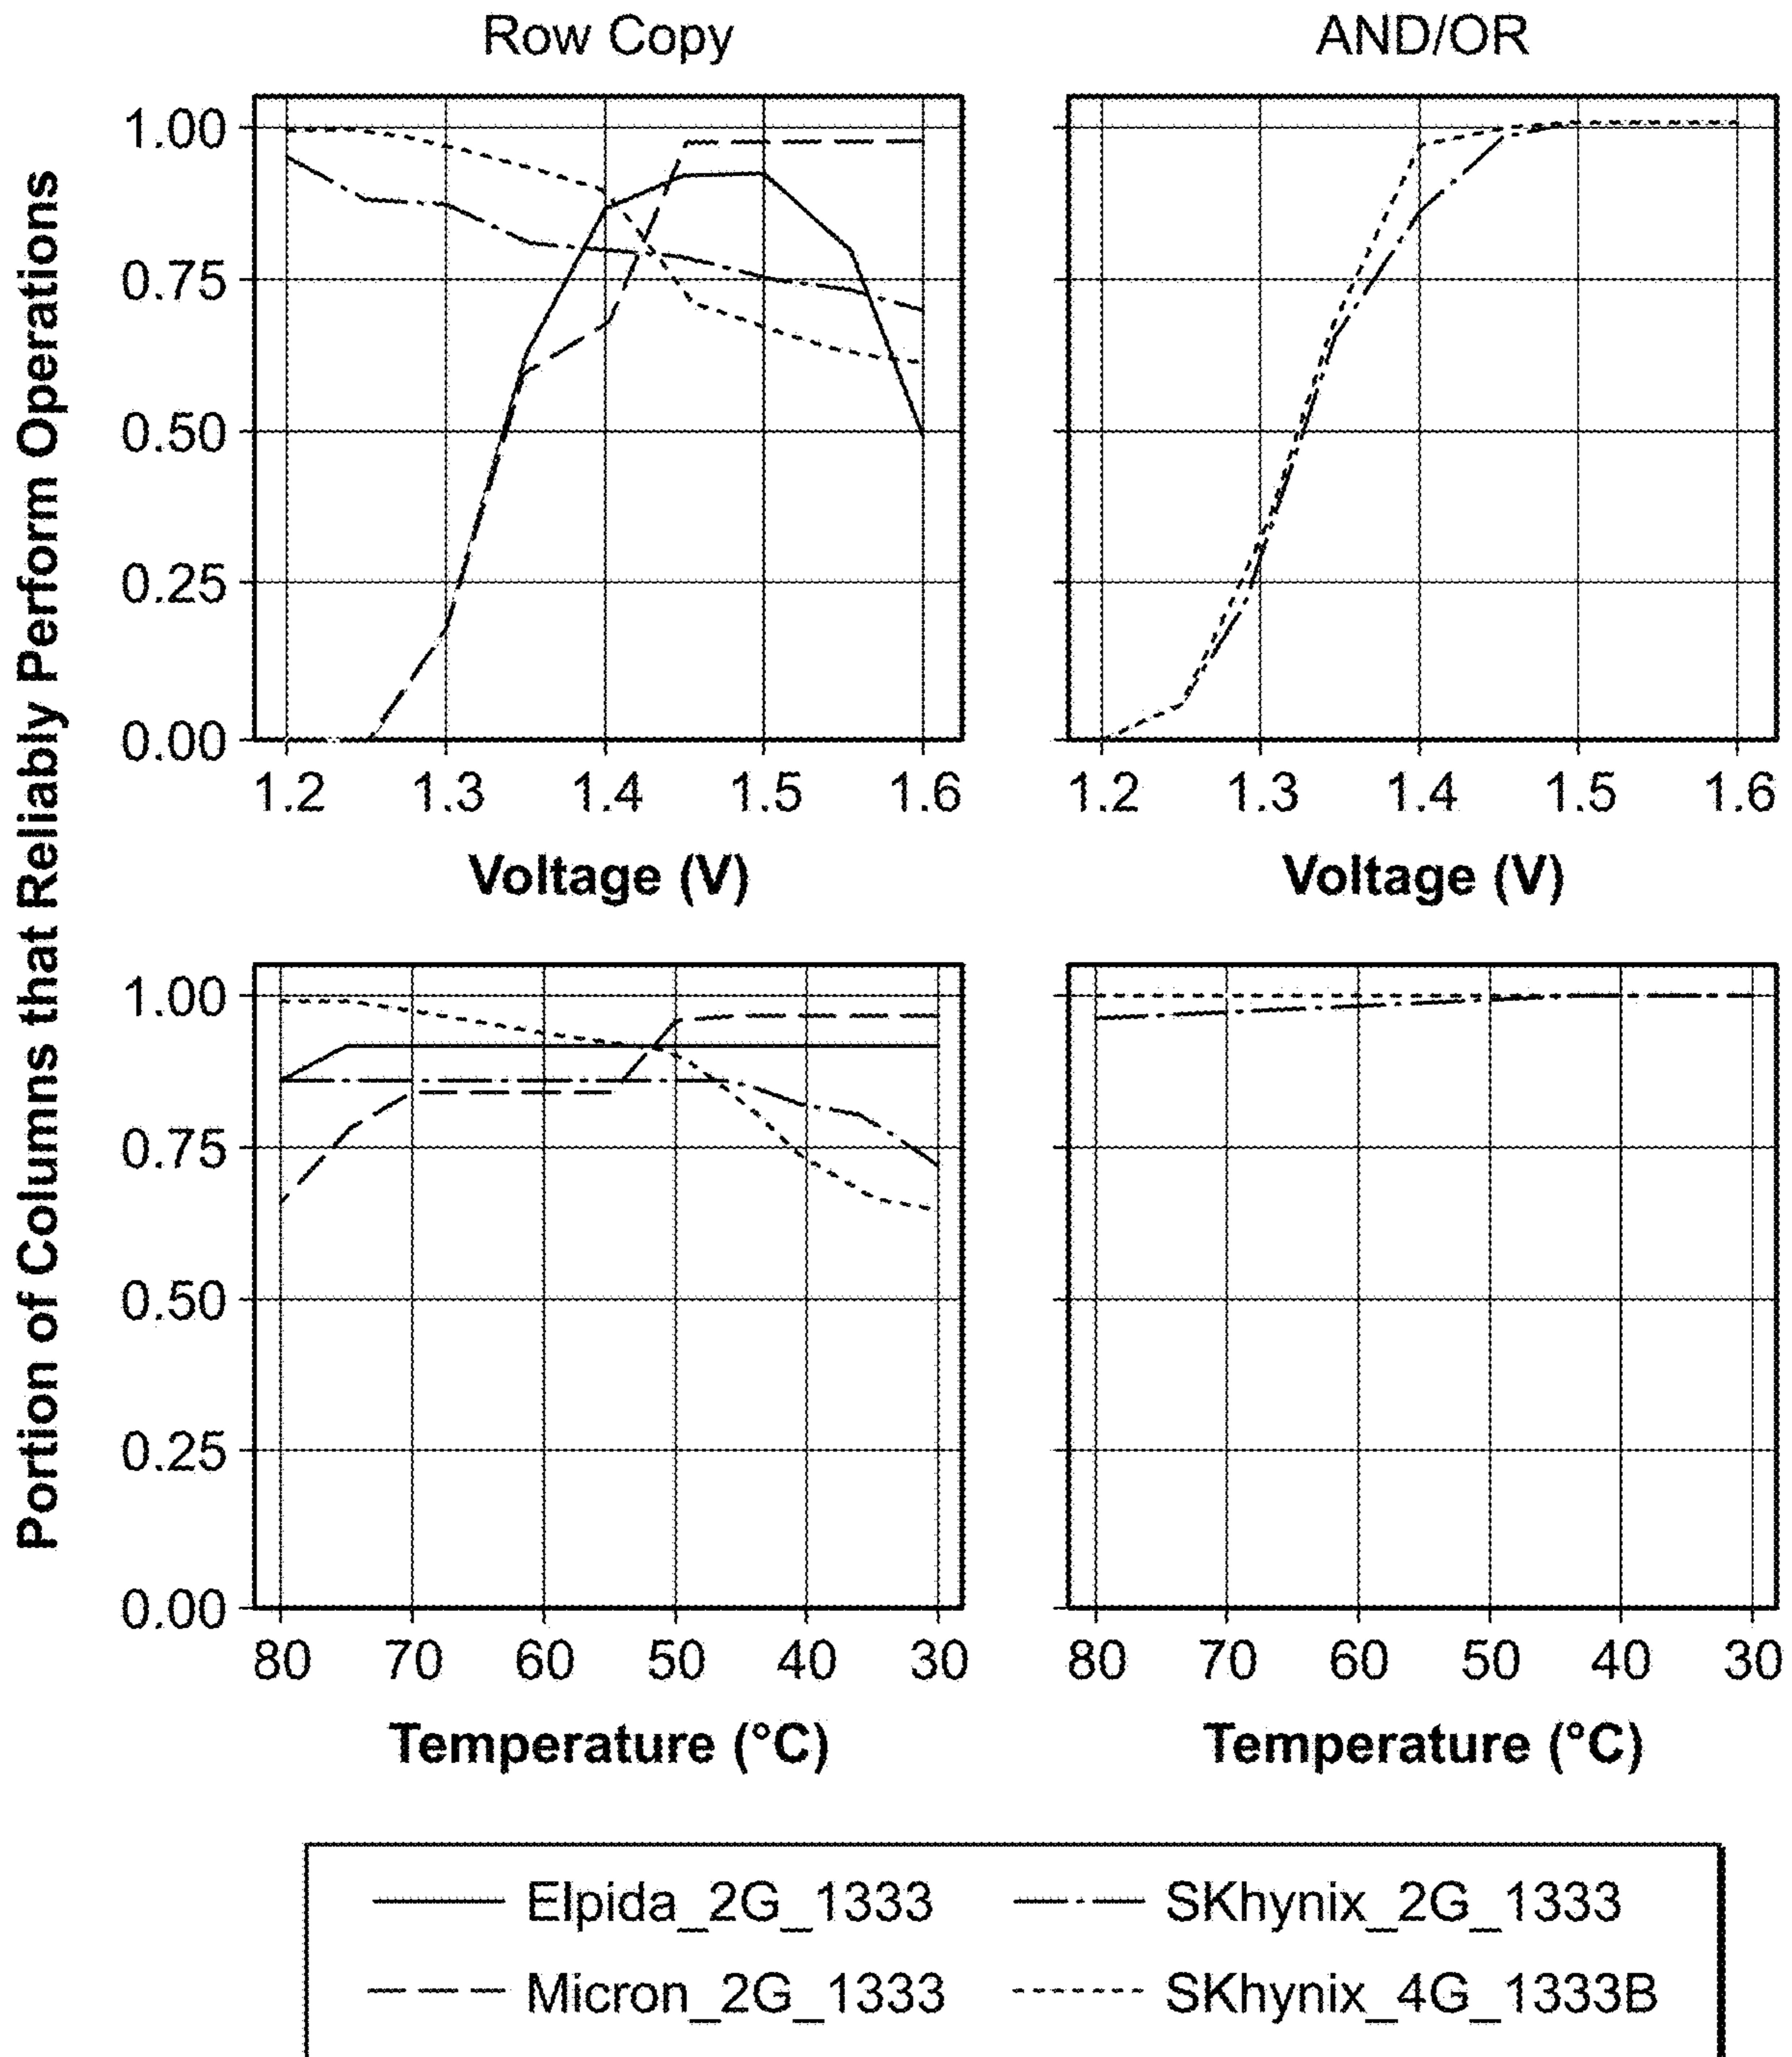 Row Copy AND/OR
Portion of Columns that Reliably Perform Operations
1.00
0.75
0.50
0.25
0.00
1.2 1.3 1.4 1.5 1.6 1.2 1.3 1.4 1.5 1.6
Voltage (V) Voltage (V)
1.00
0.75
0.50
0.25
0.00
80 70 60 50 40 30 80 70 60 50 40 30
Temperature (°C) Temperature (°C)
Elpida_2G_1333 SKhynix_2G_1333
Micron_2G_1333 SKhynix_4G_1333B